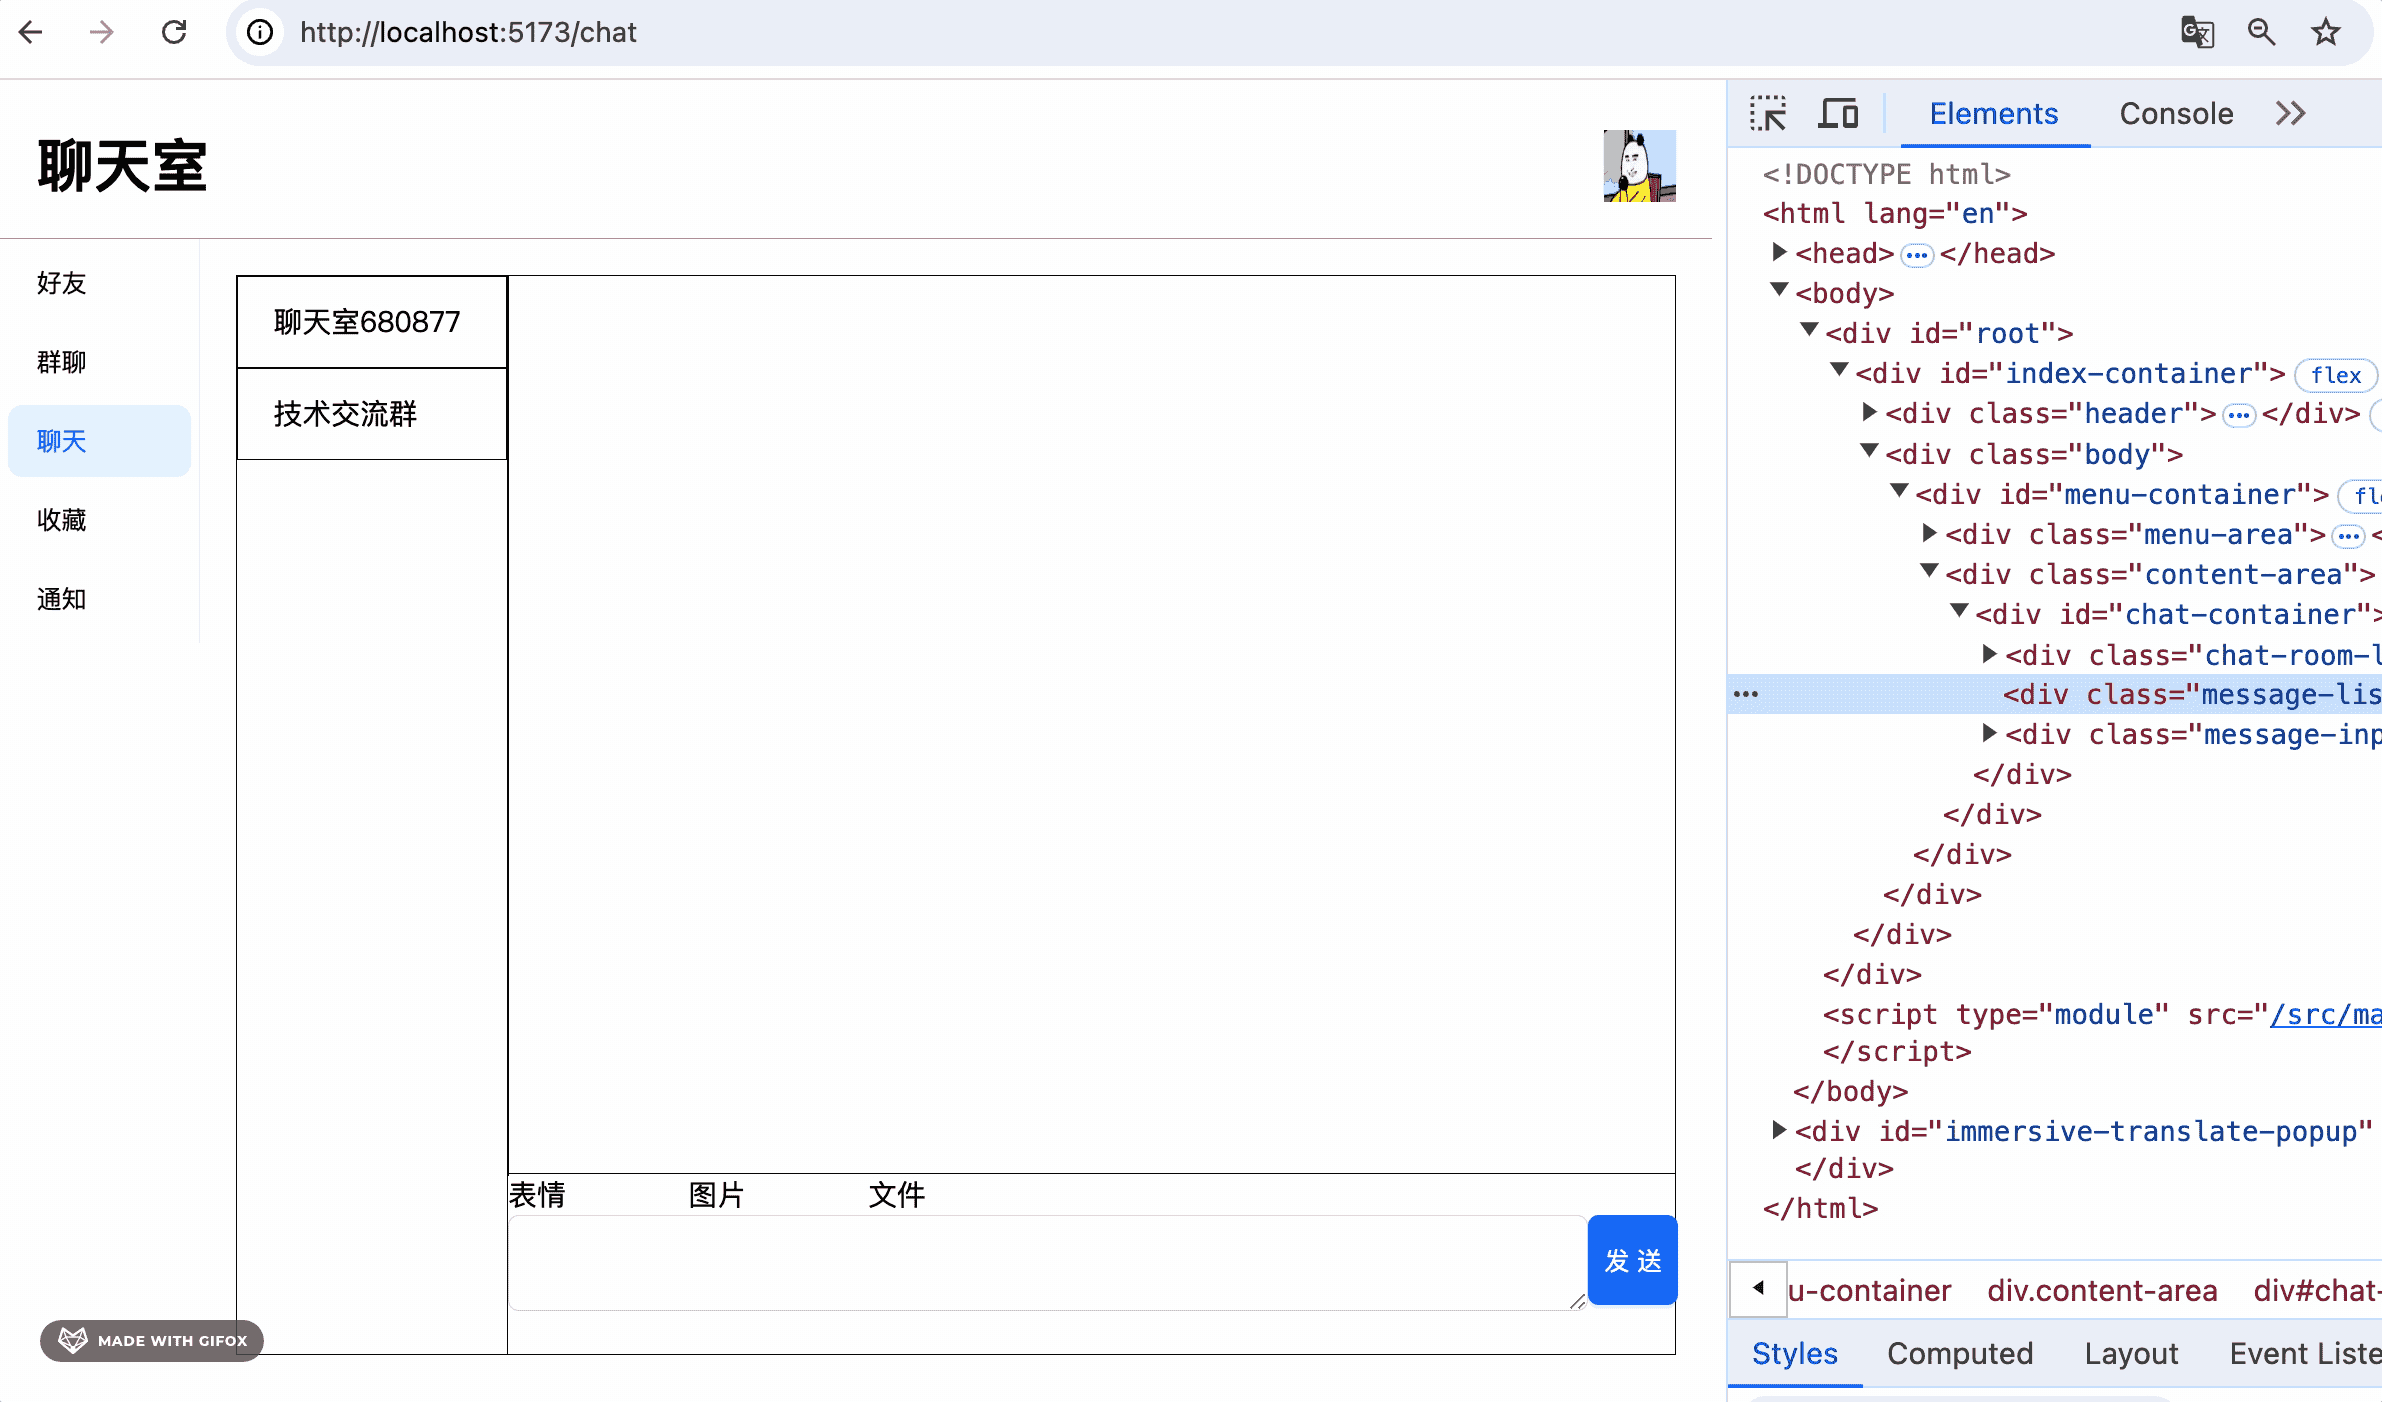 http://localhost:5173/chat
聊天室
好友
群聊
聊天
收藏
通知
聊天室680877
技术交流群
表情 图片 文件
发 送
MADE WITH GIFOX
Elements Console
<!DOCTYPE html>
<html lang="en">
<head> ••• </head>
<body>
<div id="root">
<div id="index-container"> flex
<div class="header"> ••• </div>
<div class="body">
<div id="menu-container"> fle
<div class="menu-area"> ••• <
<div class="content-area">
<div id="chat-container">
<div class="chat-room-l
••• <div class="message-lis
<div class="message-inp
</div>
</div>
</div>
</div>
</div>
</div>
<script type="module" src="/src/ma
</script>
</body>
<div id="immersive-translate-popup"
</div>
</html>
u-container div.content-area div#chat-
Styles Computed Layout Event Liste